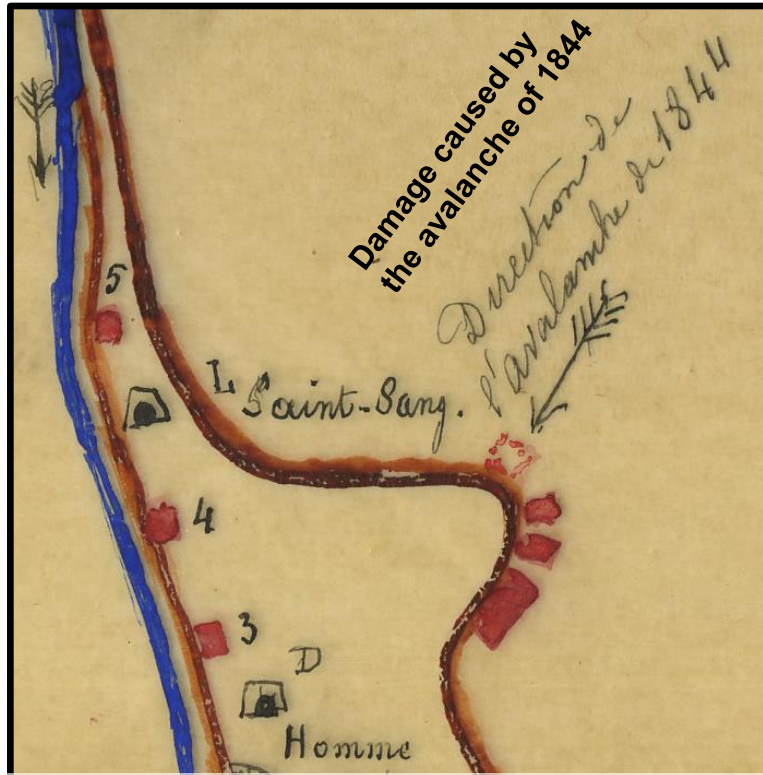 Damage caused by
the avalanche of 1844
Direction de
l'avalanche de 1844
5
L Saint-Sang.
4
3
D
Homme